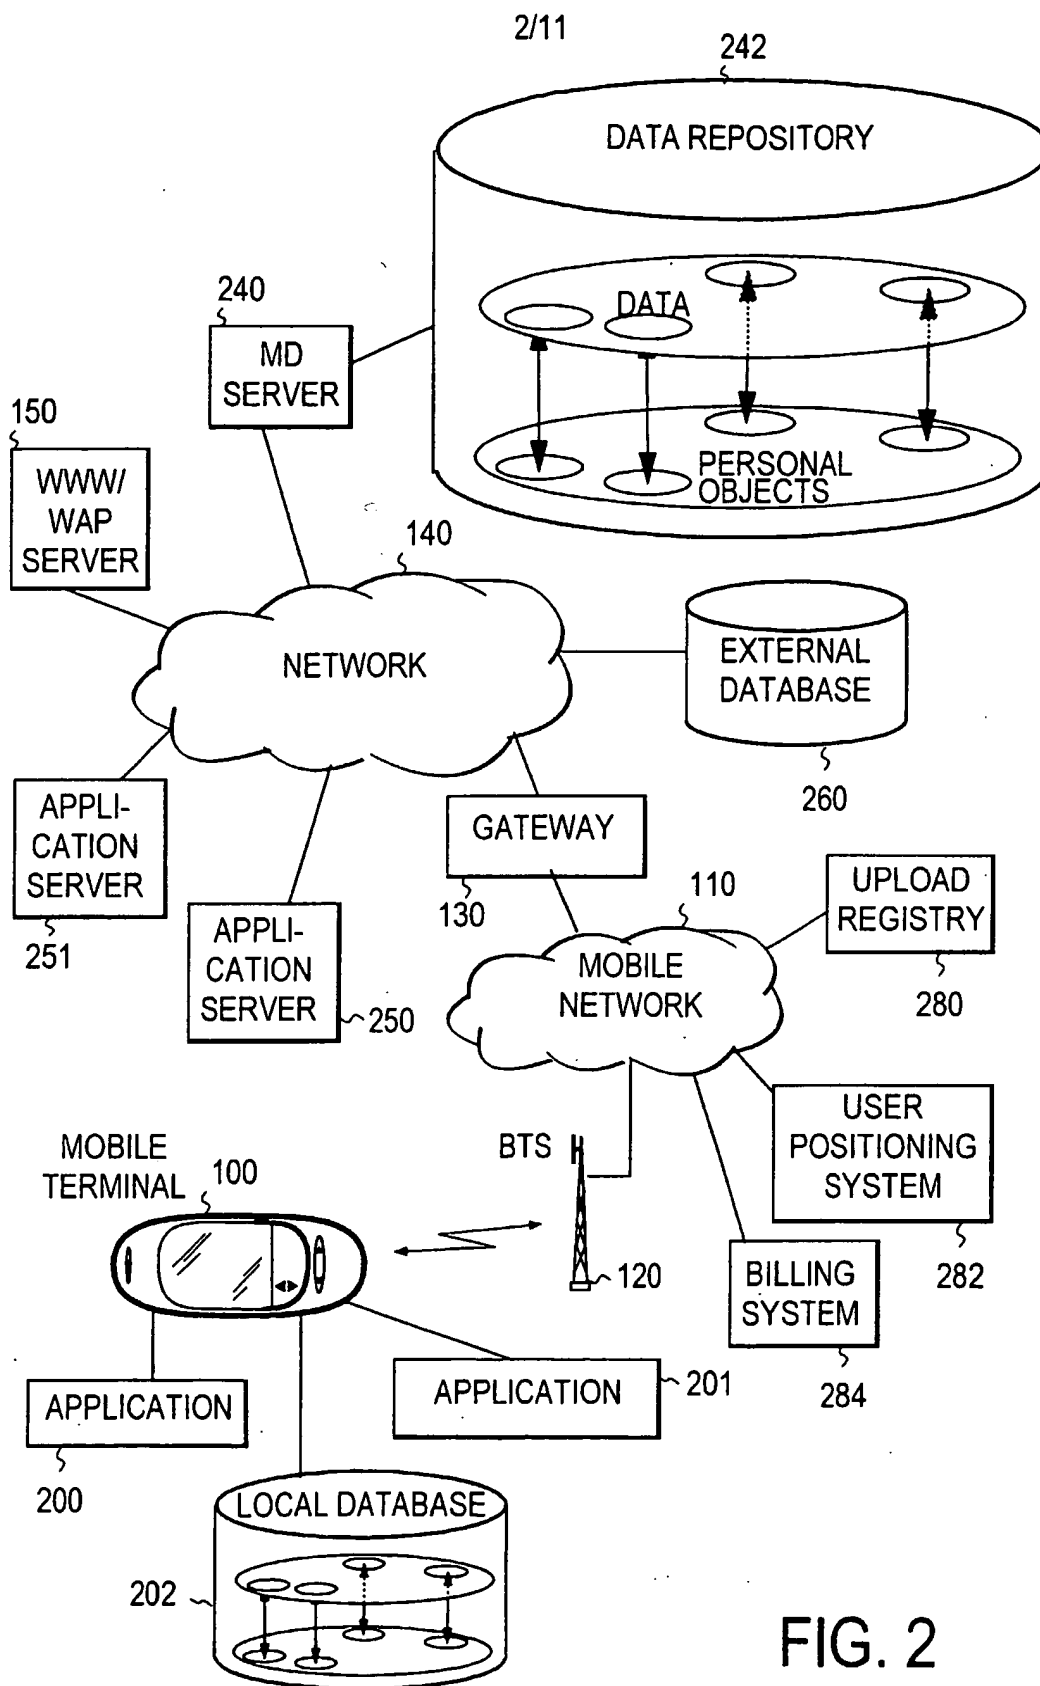 2/11
242
DATA REPOSITORY
DATA
PERSONAL
OBJECTS
240
MD
SERVER
150
WWW/
WAP
SERVER
140
NETWORK
EXTERNAL
DATABASE
260
APPLI-
CATION
SERVER
251
APPLI-
CATION
SERVER
250
GATEWAY
130
110
MOBILE
NETWORK
UPLOAD
REGISTRY
280
USER
POSITIONING
SYSTEM
282
BILLING
SYSTEM
284
BTS
120
MOBILE
TERMINAL
100
APPLICATION
200
APPLICATION
201
LOCAL DATABASE
202
FIG. 2